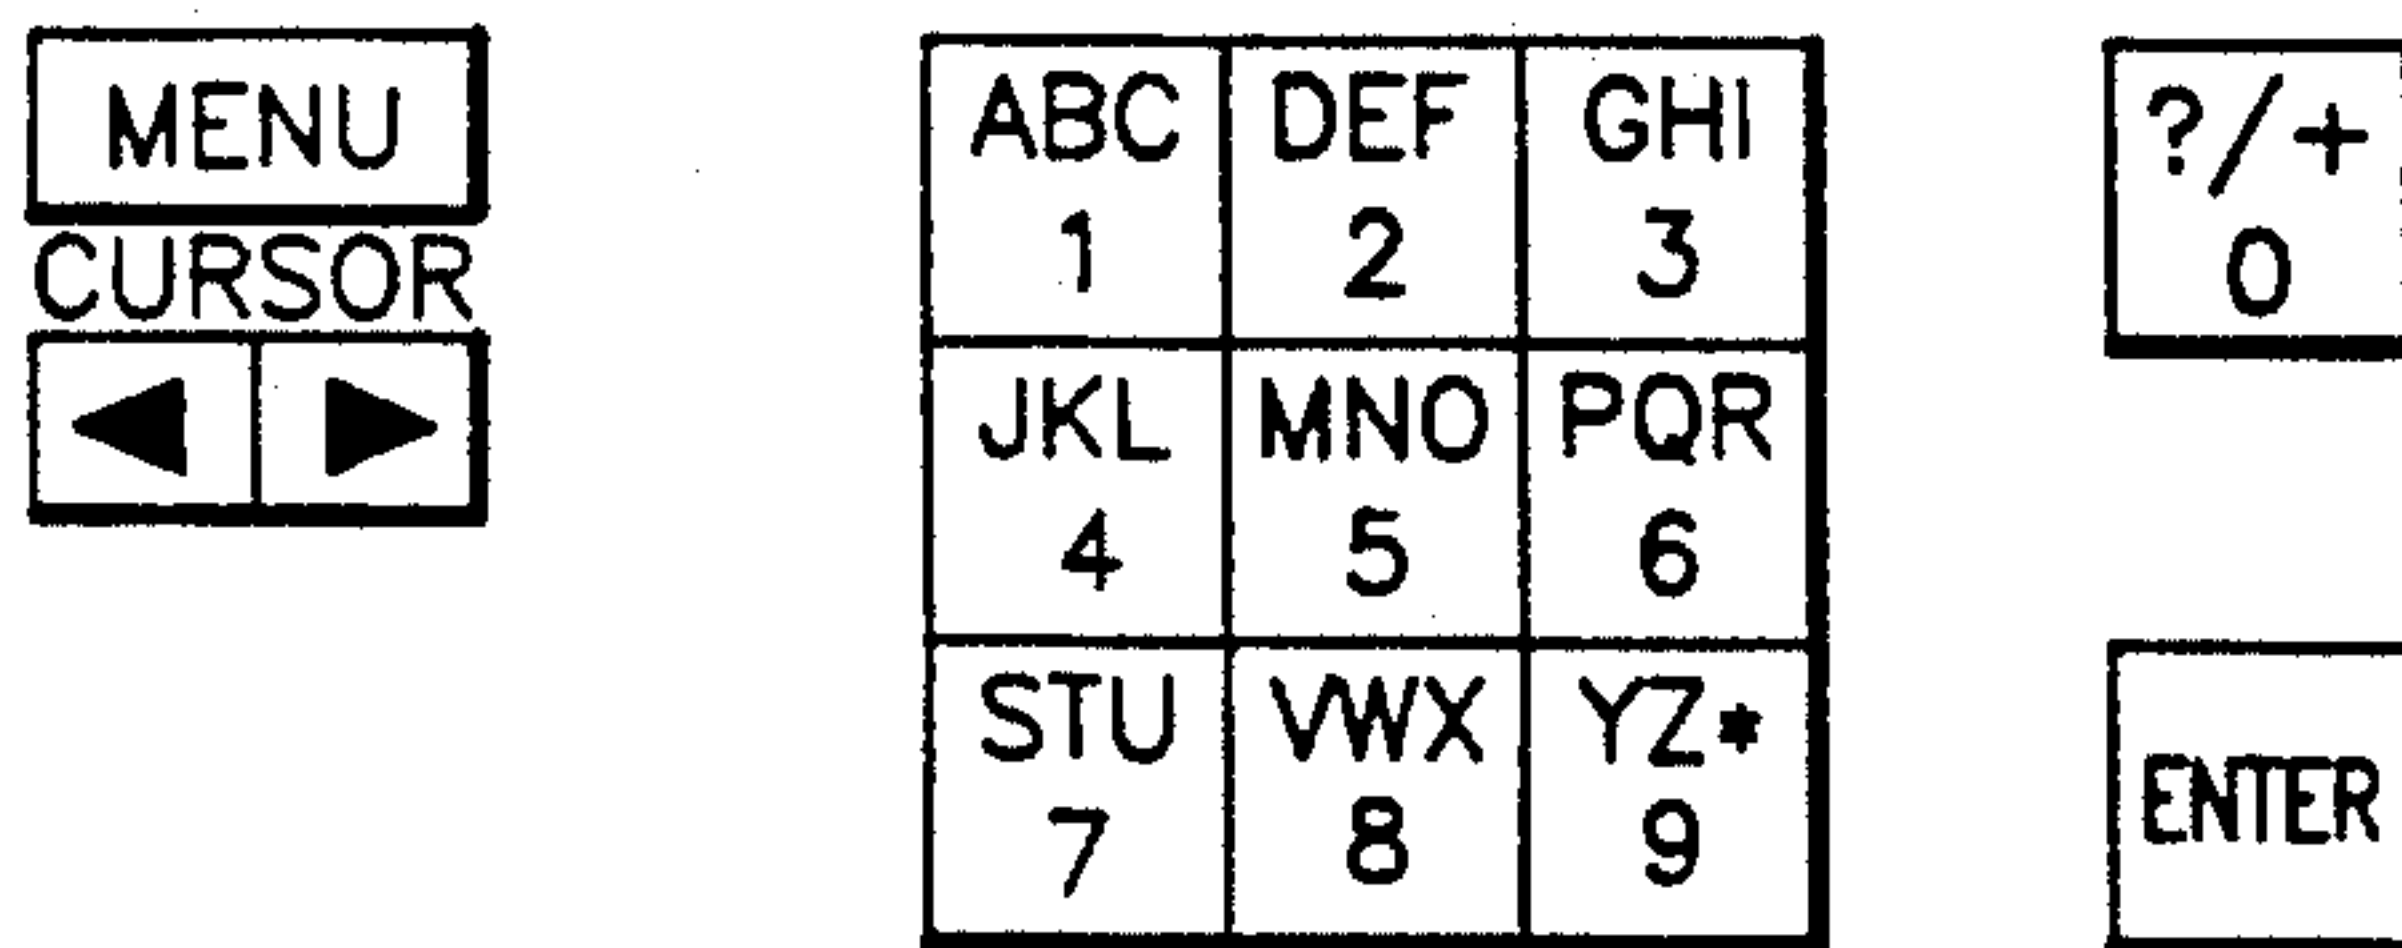 MENU
CURSOR
ABC DEF GHI
1 2 3
JKL MNO PQR
4 5 6
STU VWX YZ*
7 8 9
?/+
0
ENTER